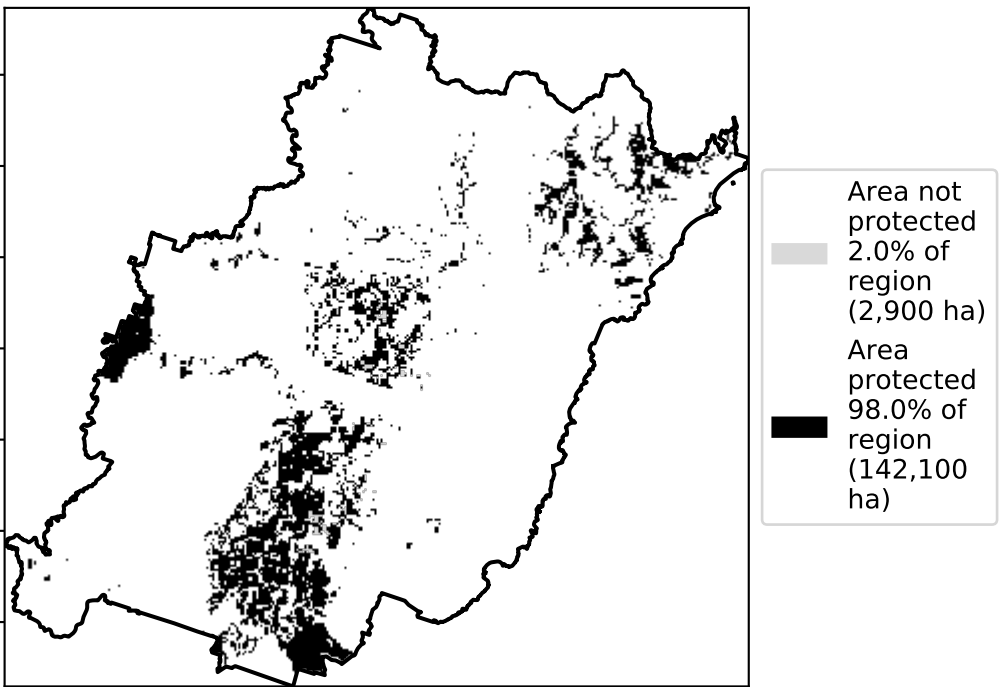 Area not
protected
2.0% of
region
(2,900 ha)
Area
protected
98.0% of
region
(142,100
ha)